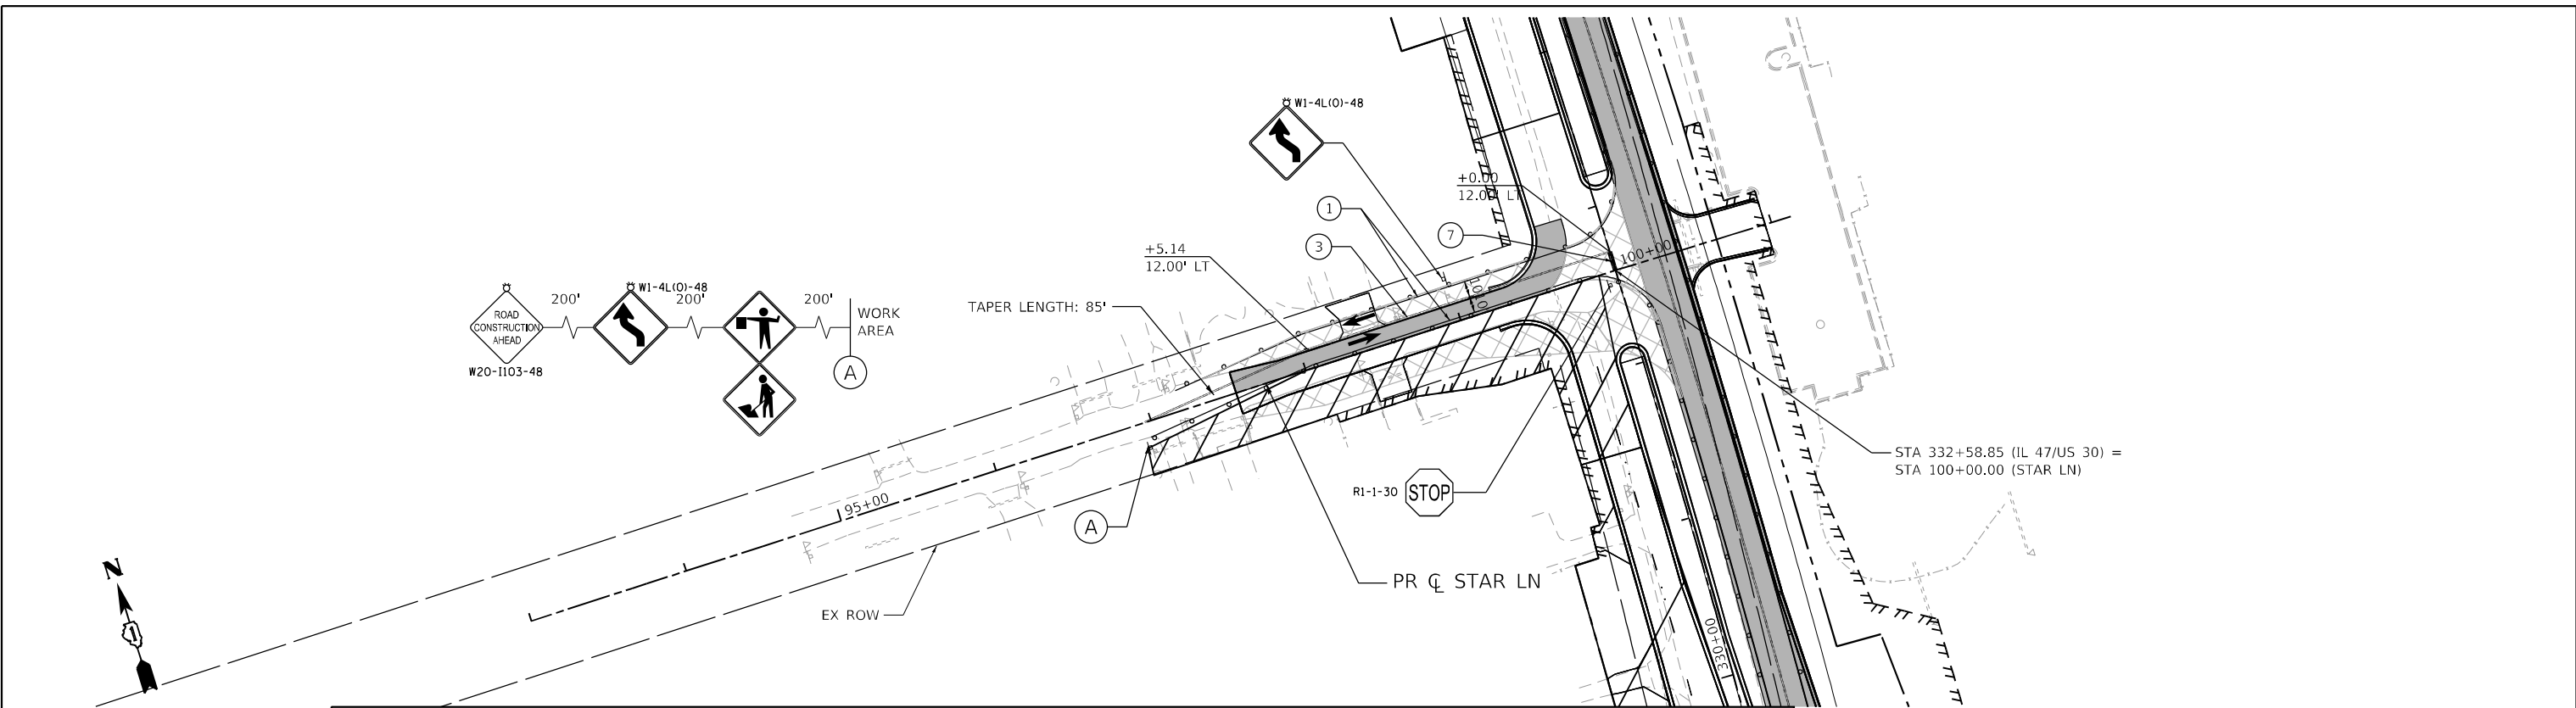 W1-4L(O)-48
+0.00
12.00' LT
1
3
7
100+00
+5.14
12.00' LT
TAPER LENGTH: 85'
W1-4L(O)-48
200'
200'
200'
ROAD
CONSTRUCTION
AHEAD
W20-I103-48
WORK
AREA
A
STA 332+58.85 (IL 47/US 30) =
STA 100+00.00 (STAR LN)
95+00
R1-1-30
STOP
A
PR ℄ STAR LN
EX ROW
N
330+00